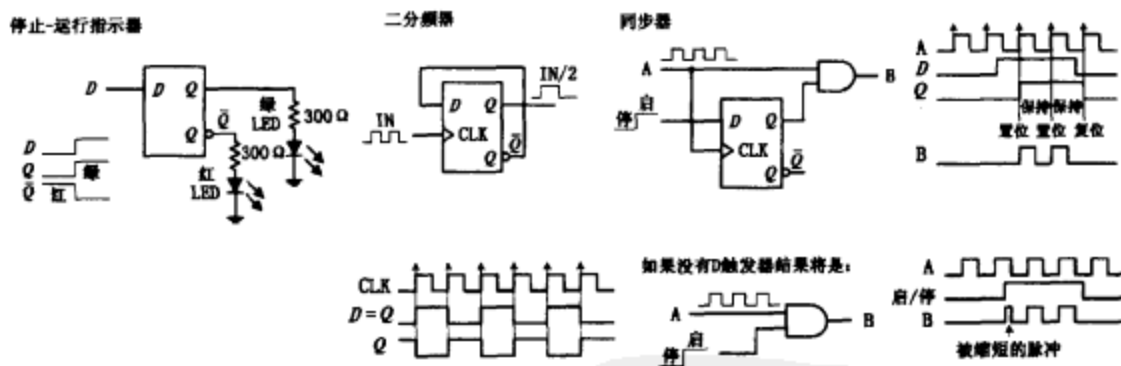 停止-运行指示器
D
D
Q
Q
Q̄
绿
LED
300Ω
300Ω
红
LED
D
Q
绿
Q̄
红
二分频器
IN
D
Q
CLK
Q
Q̄
IN/2
CLK
D=Q
Q
同步器
A
B
启
停
D
Q
CLK
Q
Q̄
A
D
Q
保持
保持
置位
置位
复位
B
如果没有D触发器结果将是：
A
B
启
停
A
启/停
B
被缩短的脉冲